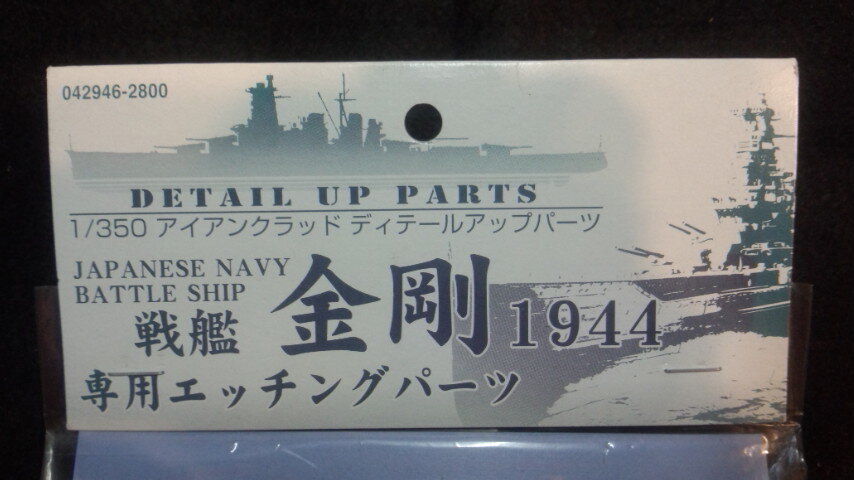 042946-2800
DETAIL UP PARTS
1/350 アイアンクラッド ディテールアップパーツ
JAPANESE NAVY
BATTLE SHIP
戦艦 金剛 1944
専用エッチングパーツ